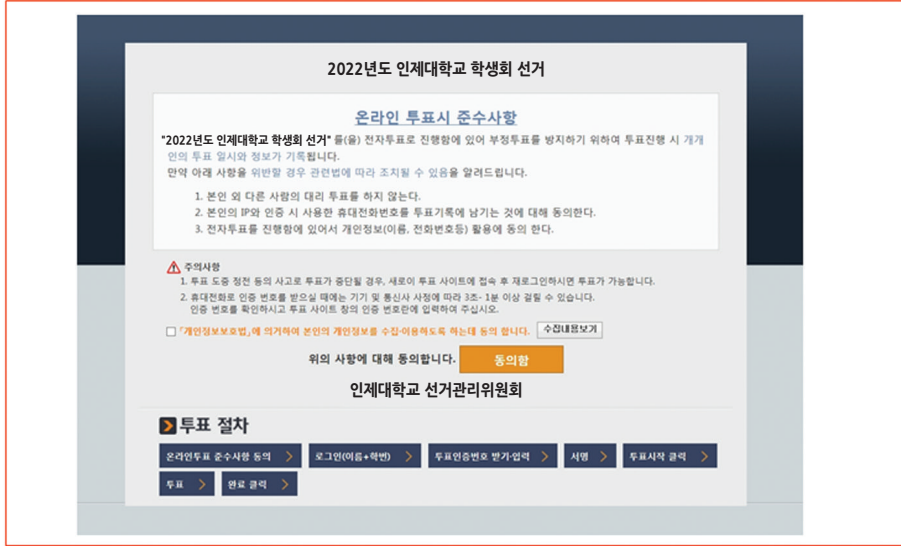 2022년도 인제대학교 학생회 선거
온라인 투표시 준수사항
"2022년도 인제대학교 학생회 선거" 를(을) 전자투표로 진행함에 있어 부정투표를 방지하기 위하여 투표진행 시 개개
인의 투표 일시와 정보가 기록됩니다.
만약 아래 사항을 위반할 경우 관련법에 따라 조치될 수 있음을 알려드립니다.
1. 본인 외 다른 사람의 대리 투표를 하지 않는다.
2. 본인의 IP와 인증 시 사용한 휴대전화번호를 투표기록에 남기는 것에 대해 동의한다.
3. 전자투표를 진행함에 있어서 개인정보(이름, 전화번호등) 활용에 동의 한다.
주의사항
1. 투표 도중 정전 등의 사고로 투표가 중단될 경우, 새로이 투표 사이트에 접속 후 재로그인하시면 투표가 가능합니다.
2. 휴대전화로 인증 번호를 받으실 때에는 기기 및 통신사 사정에 따라 3초- 1분 이상 걸릴 수 있습니다.
인증 번호를 확인하시고 투표 사이트 창의 인증 번호란에 입력하여 주십시오.
「개인정보보호법」에 의거하여 본인의 개인정보를 수집·이용하도록 하는데 동의 합니다. 수집내용보기
위의 사항에 대해 동의합니다. 동의함
인제대학교 선거관리위원회
투표 절차
온라인투표 준수사항 동의 로그인(이름+학번) 투표인증번호 받기·입력 서명 투표시작 클릭
투표 완료 클릭